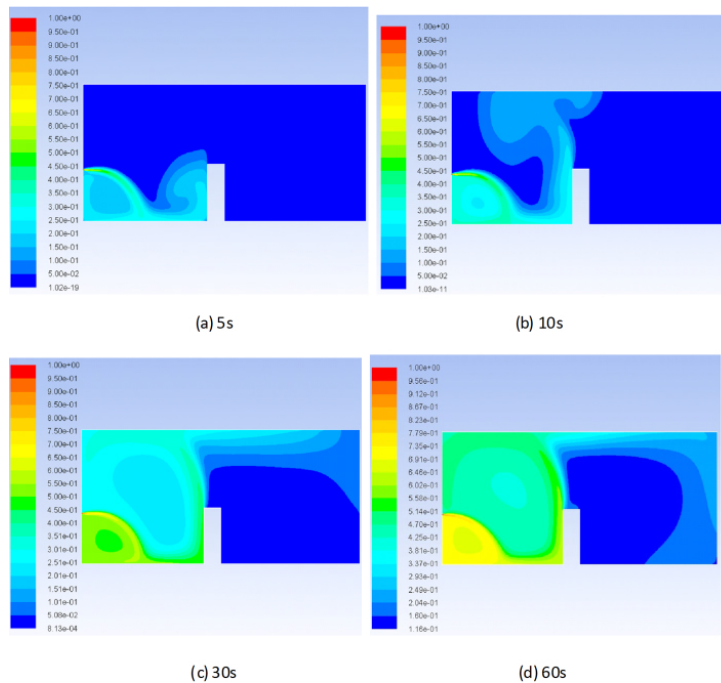 1.00e+00
9.50e-01
9.00e-01
8.50e-01
8.00e-01
7.50e-01
7.00e-01
6.50e-01
6.00e-01
5.50e-01
5.00e-01
4.50e-01
4.00e-01
3.50e-01
3.00e-01
2.50e-01
2.00e-01
1.50e-01
1.00e-01
5.00e-02
1.02e-19
(a) 5s
1.00e+00
9.50e-01
9.00e-01
8.50e-01
8.00e-01
7.50e-01
7.00e-01
6.50e-01
6.00e-01
5.50e-01
5.00e-01
4.50e-01
4.00e-01
3.50e-01
3.00e-01
2.50e-01
2.00e-01
1.50e-01
1.00e-01
5.00e-02
1.03e-11
(b) 10s
1.00e+00
9.50e-01
9.00e-01
8.50e-01
8.00e-01
7.50e-01
7.00e-01
6.50e-01
6.00e-01
5.50e-01
5.00e-01
4.50e-01
4.00e-01
3.51e-01
3.01e-01
2.51e-01
2.01e-01
1.51e-01
1.01e-01
5.08e-02
8.13e-04
(c) 30s
1.00e+00
9.56e-01
9.12e-01
8.67e-01
8.23e-01
7.79e-01
7.35e-01
6.91e-01
6.46e-01
6.02e-01
5.58e-01
5.14e-01
4.70e-01
4.25e-01
3.81e-01
3.37e-01
2.93e-01
2.49e-01
2.04e-01
1.60e-01
1.16e-01
(d) 60s